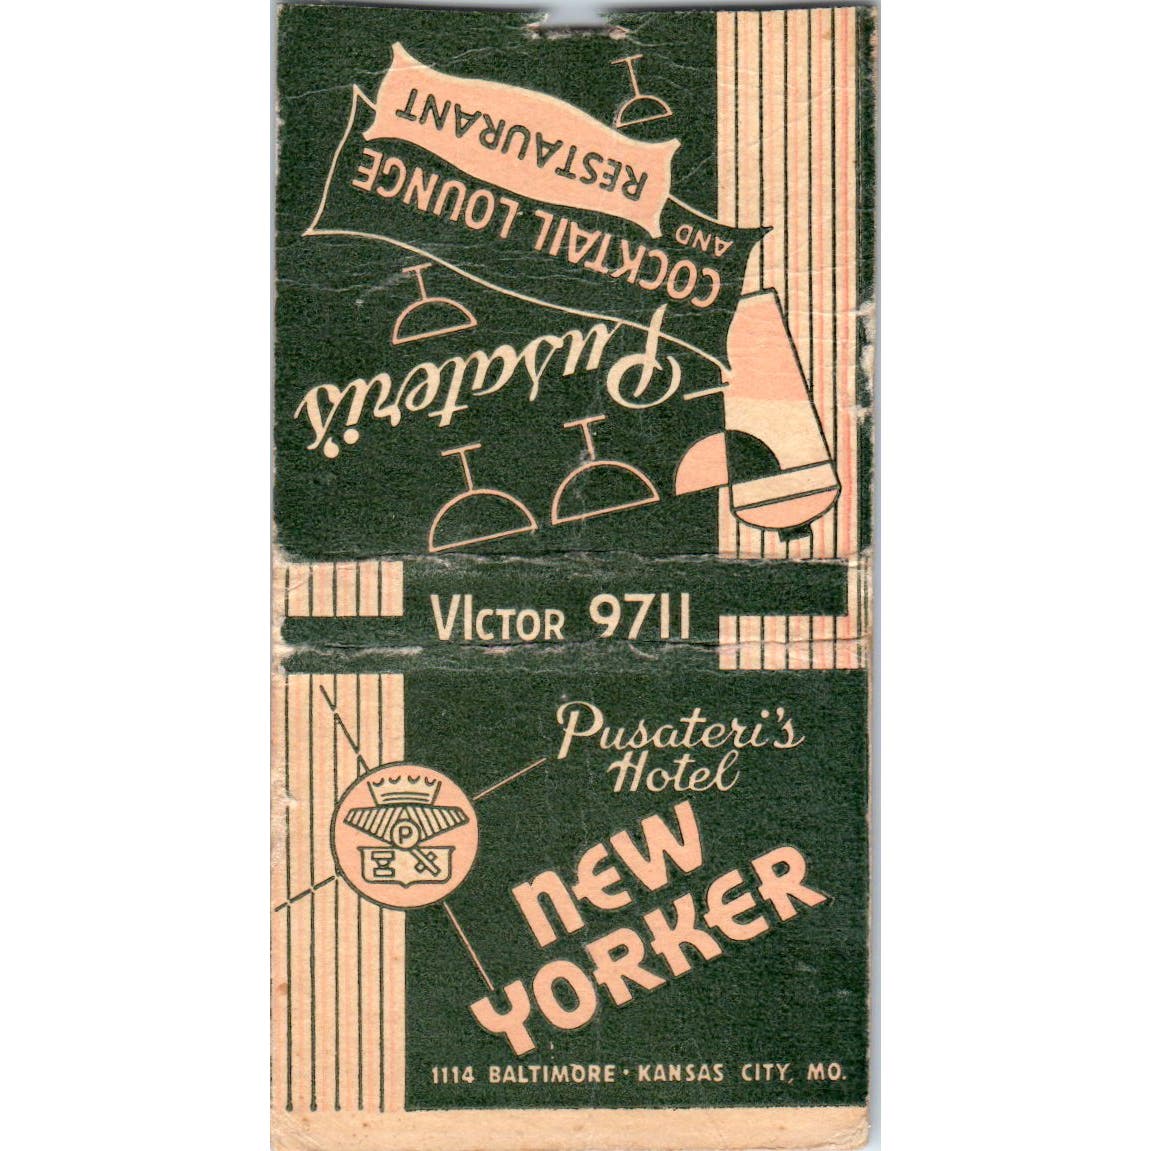 Pusateri's
RESTAURANT
AND
COCKTAIL LOUNGE
VICTOR 9711
Pusateri's
Hotel
P
NEW
YORKER
1114 BALTIMORE · KANSAS CITY, MO.